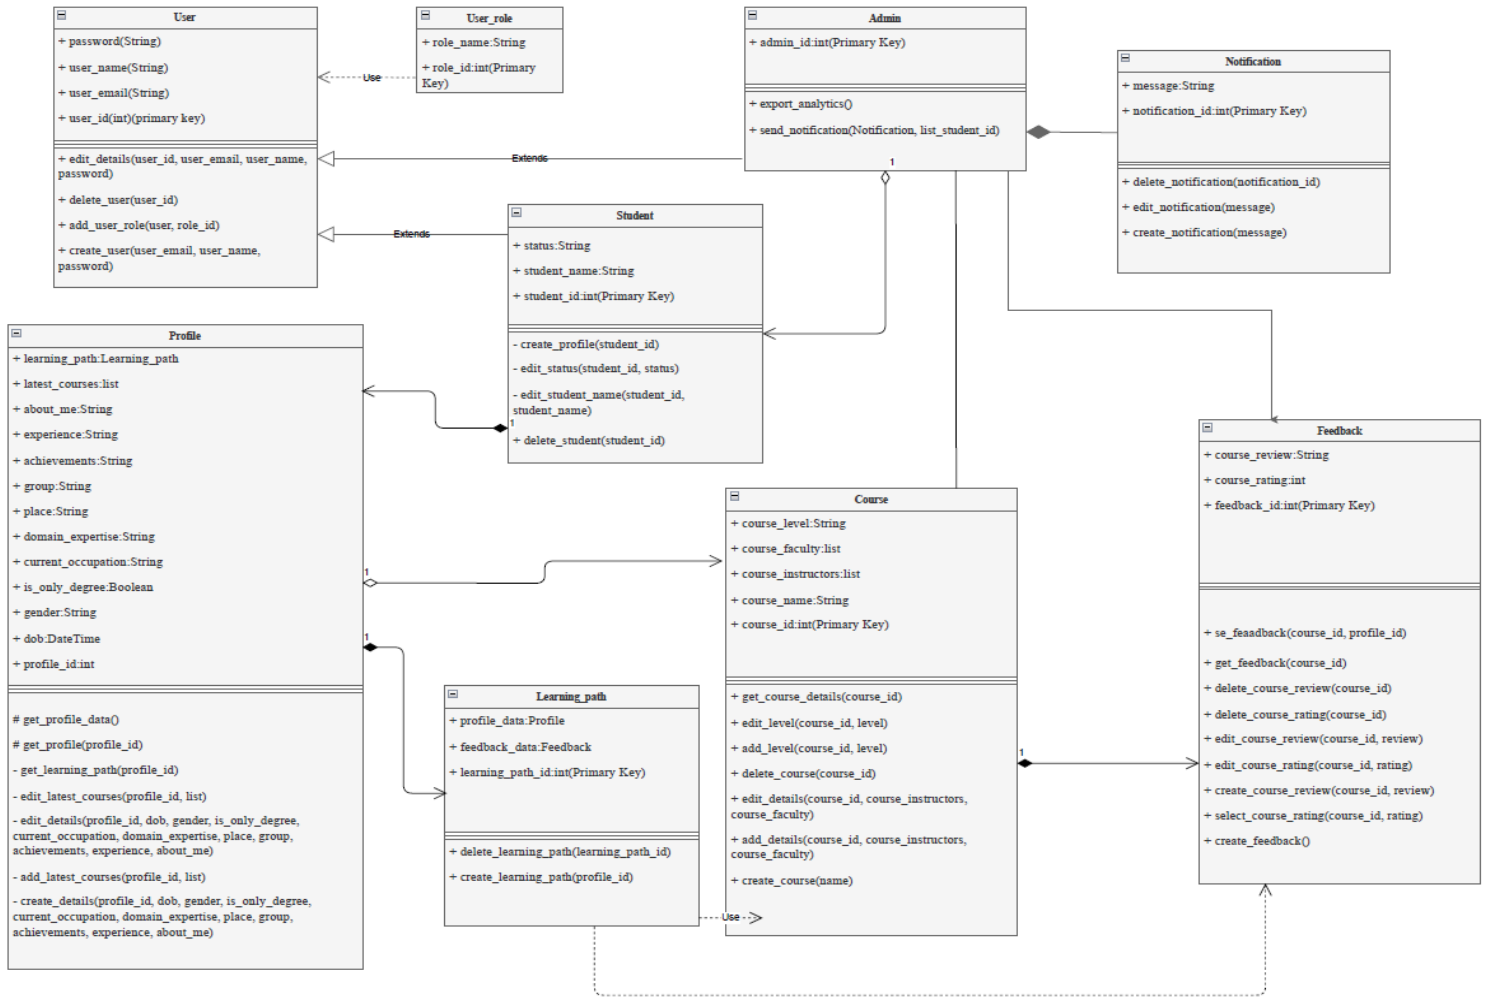 User
+ password(String)
+ user_name(String)
+ user_email(String)
+ user_id(int)(primary key)
+ edit_details(user_id, user_email, user_name,
password)
+ delete_user(user_id)
+ add_user_role(user, role_id)
+ create_user(user_email, user_name,
password)
User_role
+ role_name:String
+ role_id:int(Primary
Key)
Use
Admin
+ admin_id:int(Primary Key)
+ export_analytics()
+ send_notification(Notification, list_student_id)
1
Notification
+ message:String
+ notification_id:int(Primary Key)
+ delete_notification(notification_id)
+ edit_notification(message)
+ create_notification(message)
Extends
Extends
Student
+ status:String
+ student_name:String
+ student_id:int(Primary Key)
- create_profile(student_id)
- edit_status(student_id, status)
- edit_student_name(student_id,
student_name)
+ delete_student(student_id)
1
Profile
+ learning_path:Learning_path
+ latest_courses:list
+ about_me:String
+ experience:String
+ achievements:String
+ group:String
+ place:String
+ domain_expertise:String
+ current_occupation:String
+ is_only_degree:Boolean
+ gender:String
+ dob:DateTime
+ profile_id:int
# get_profile_data()
# get_profile(profile_id)
- get_learning_path(profile_id)
- edit_latest_courses(profile_id, list)
- edit_details(profile_id, dob, gender, is_only_degree,
current_occupation, domain_expertise, place, group,
achievements, experience, about_me)
- add_latest_courses(profile_id, list)
- create_details(profile_id, dob, gender, is_only_degree,
current_occupation, domain_expertise, place, group,
achievements, experience, about_me)
1
1
Learning_path
+ profile_data:Profile
+ feedback_data:Feedback
+ learning_path_id:int(Primary Key)
+ delete_learning_path(learning_path_id)
+ create_learning_path(profile_id)
Use
Course
+ course_level:String
+ course_faculty:list
+ course_instructors:list
+ course_name:String
+ course_id:int(Primary Key)
+ get_course_details(course_id)
+ edit_level(course_id, level)
+ add_level(course_id, level)
+ delete_course(course_id)
+ edit_details(course_id, course_instructors,
course_faculty)
+ add_details(course_id, course_instructors,
course_faculty)
+ create_course(name)
1
Feedback
+ course_review:String
+ course_rating:int
+ feedback_id:int(Primary Key)
+ se_feaadback(course_id, profile_id)
+ get_feedback(course_id)
+ delete_course_review(course_id)
+ delete_course_rating(course_id)
+ edit_course_review(course_id, review)
+ edit_course_rating(course_id, rating)
+ create_course_review(course_id, review)
+ select_course_rating(course_id, rating)
+ create_feedback()